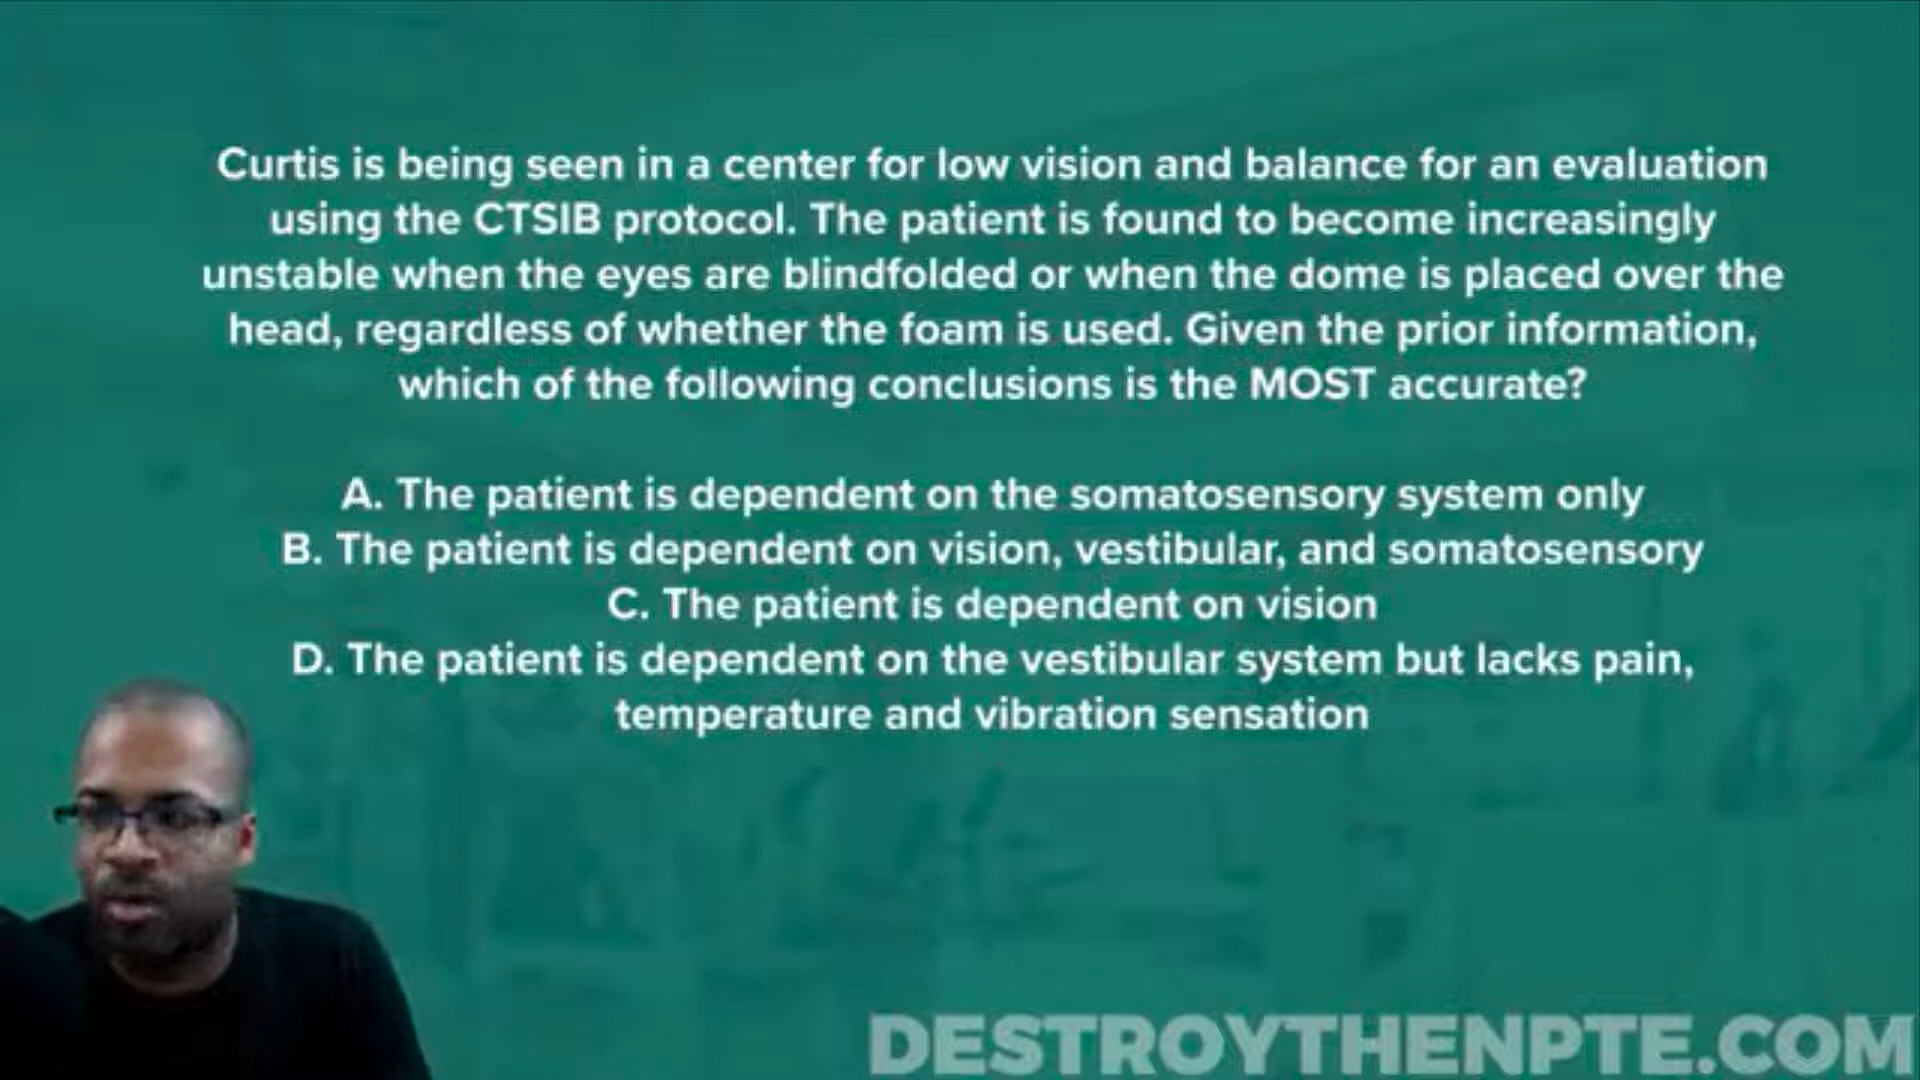 Curtis is being seen in a center for low vision and balance for an evaluation
using the CTSIB protocol. The patient is found to become increasingly
unstable when the eyes are blindfolded or when the dome is placed over the
head, regardless of whether the foam is used. Given the prior information,
which of the following conclusions is the MOST accurate?
A. The patient is dependent on the somatosensory system only
B. The patient is dependent on vision, vestibular, and somatosensory
C. The patient is dependent on vision
D. The patient is dependent on the vestibular system but lacks pain,
temperature and vibration sensation
DESTROYTHENPTE.COM